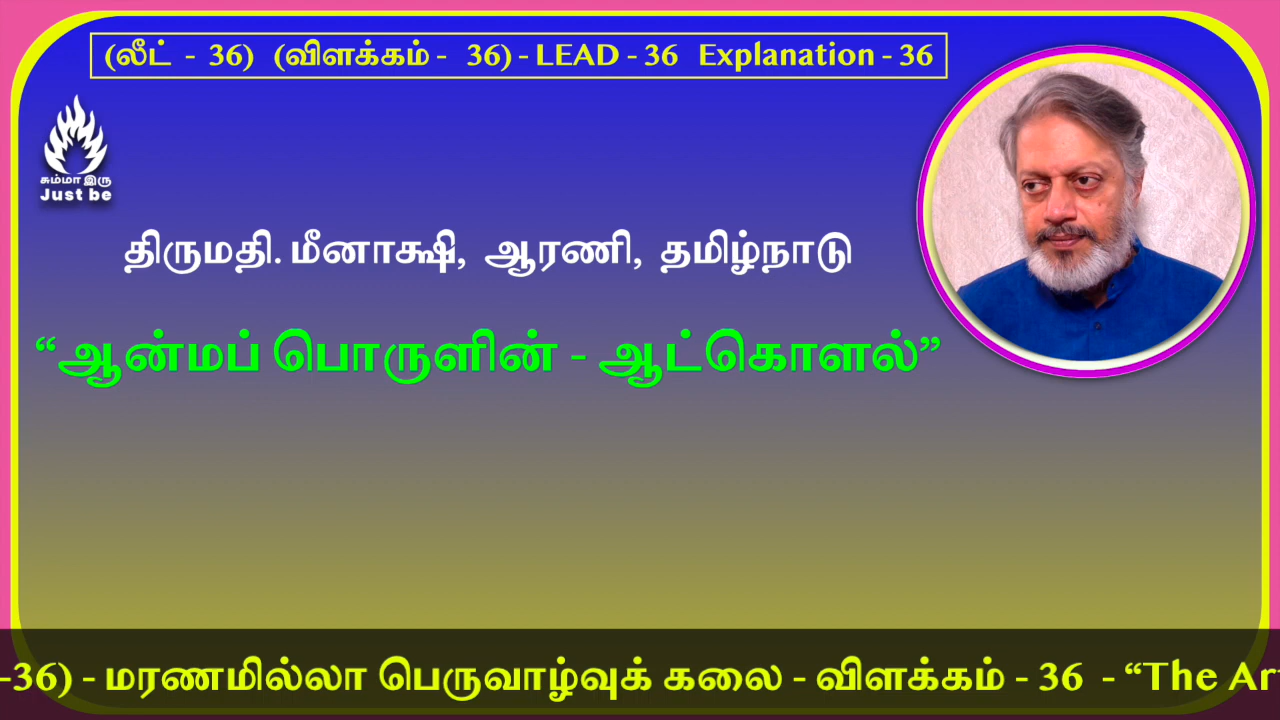 (லீட் - 36) (விளக்கம் - 36) - LEAD - 36 Explanation - 36
சும்மா இரு
Just be
திருமதி. மீனாக்ஷி, ஆரணி, தமிழ்நாடு
“ஆன்மப் பொருளின் - ஆட்கொளல்”
-36) - மரணமில்லா பெருவாழ்வுக் கலை - விளக்கம் - 36 - “The Ar